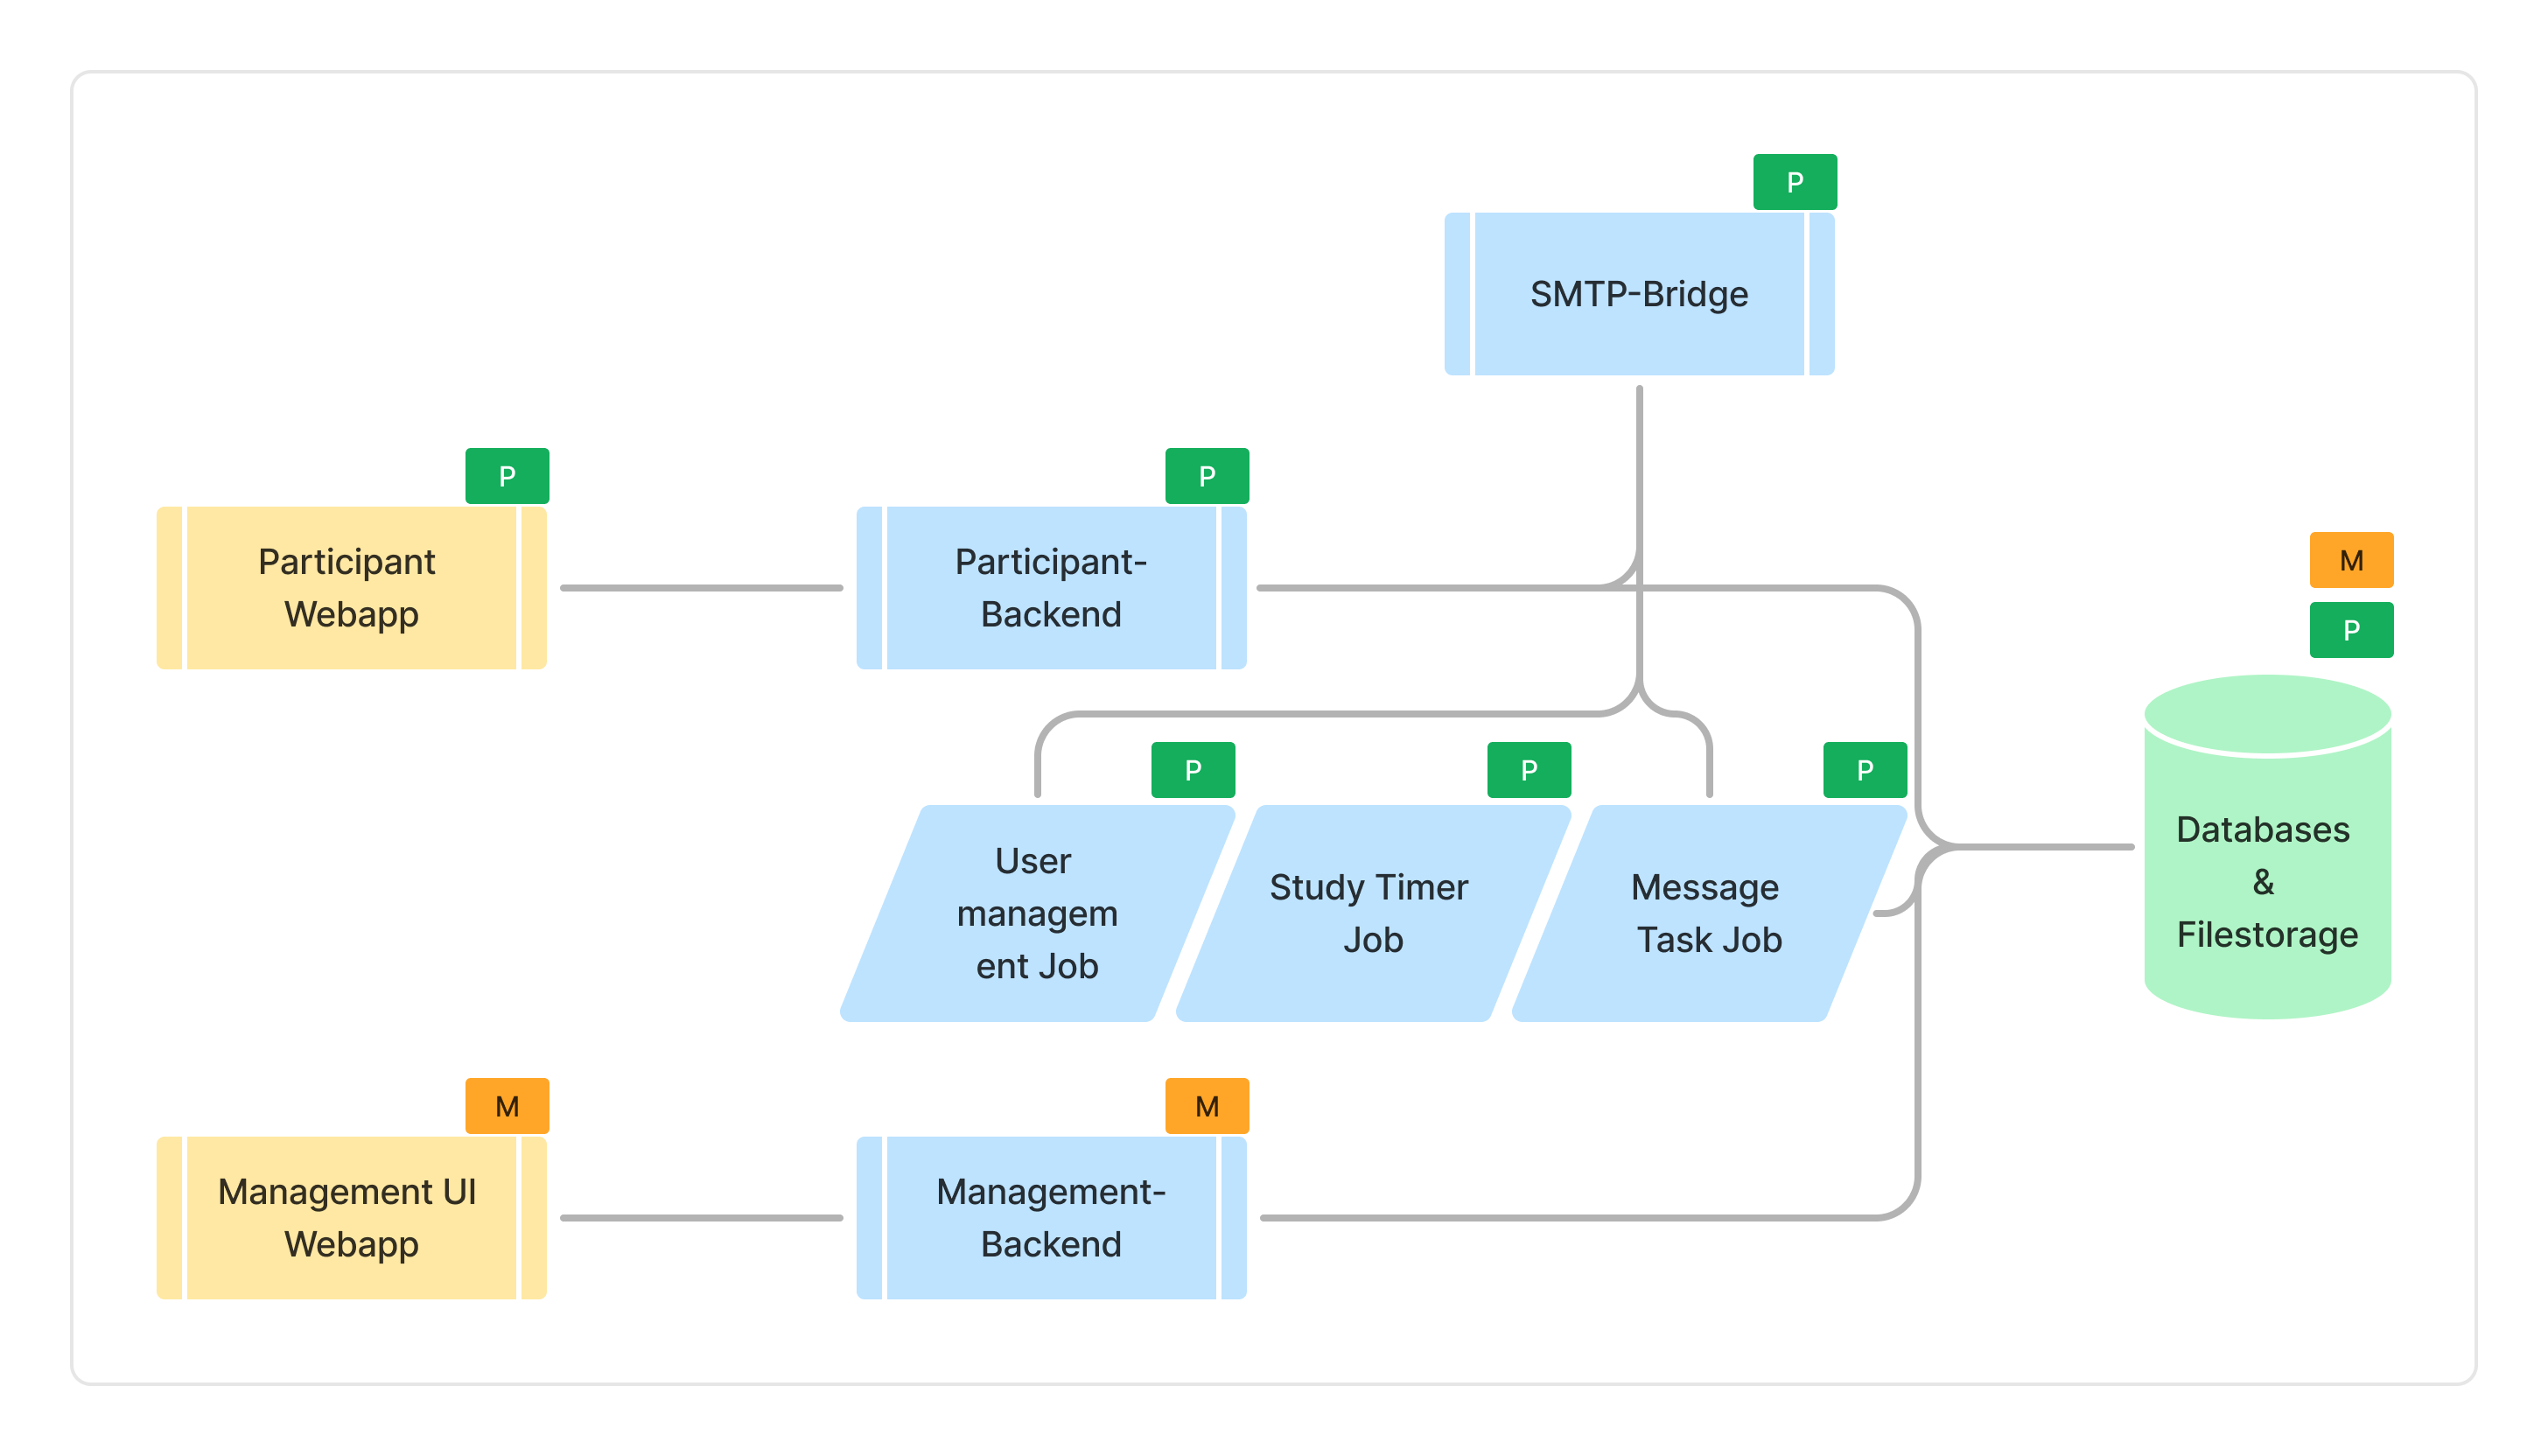 P
SMTP-Bridge
P
Participant
Webapp
P
Participant-
Backend
M
P
Databases
&
Filestorage
P
User
managem
ent Job
P
Study Timer
Job
P
Message
Task Job
M
Management UI
Webapp
M
Management-
Backend